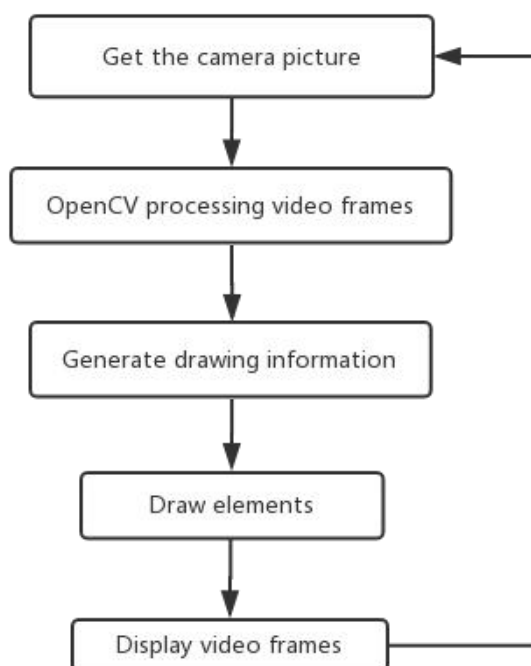 Get the camera picture
OpenCV processing video frames
Generate drawing information
Draw elements
Display video frames